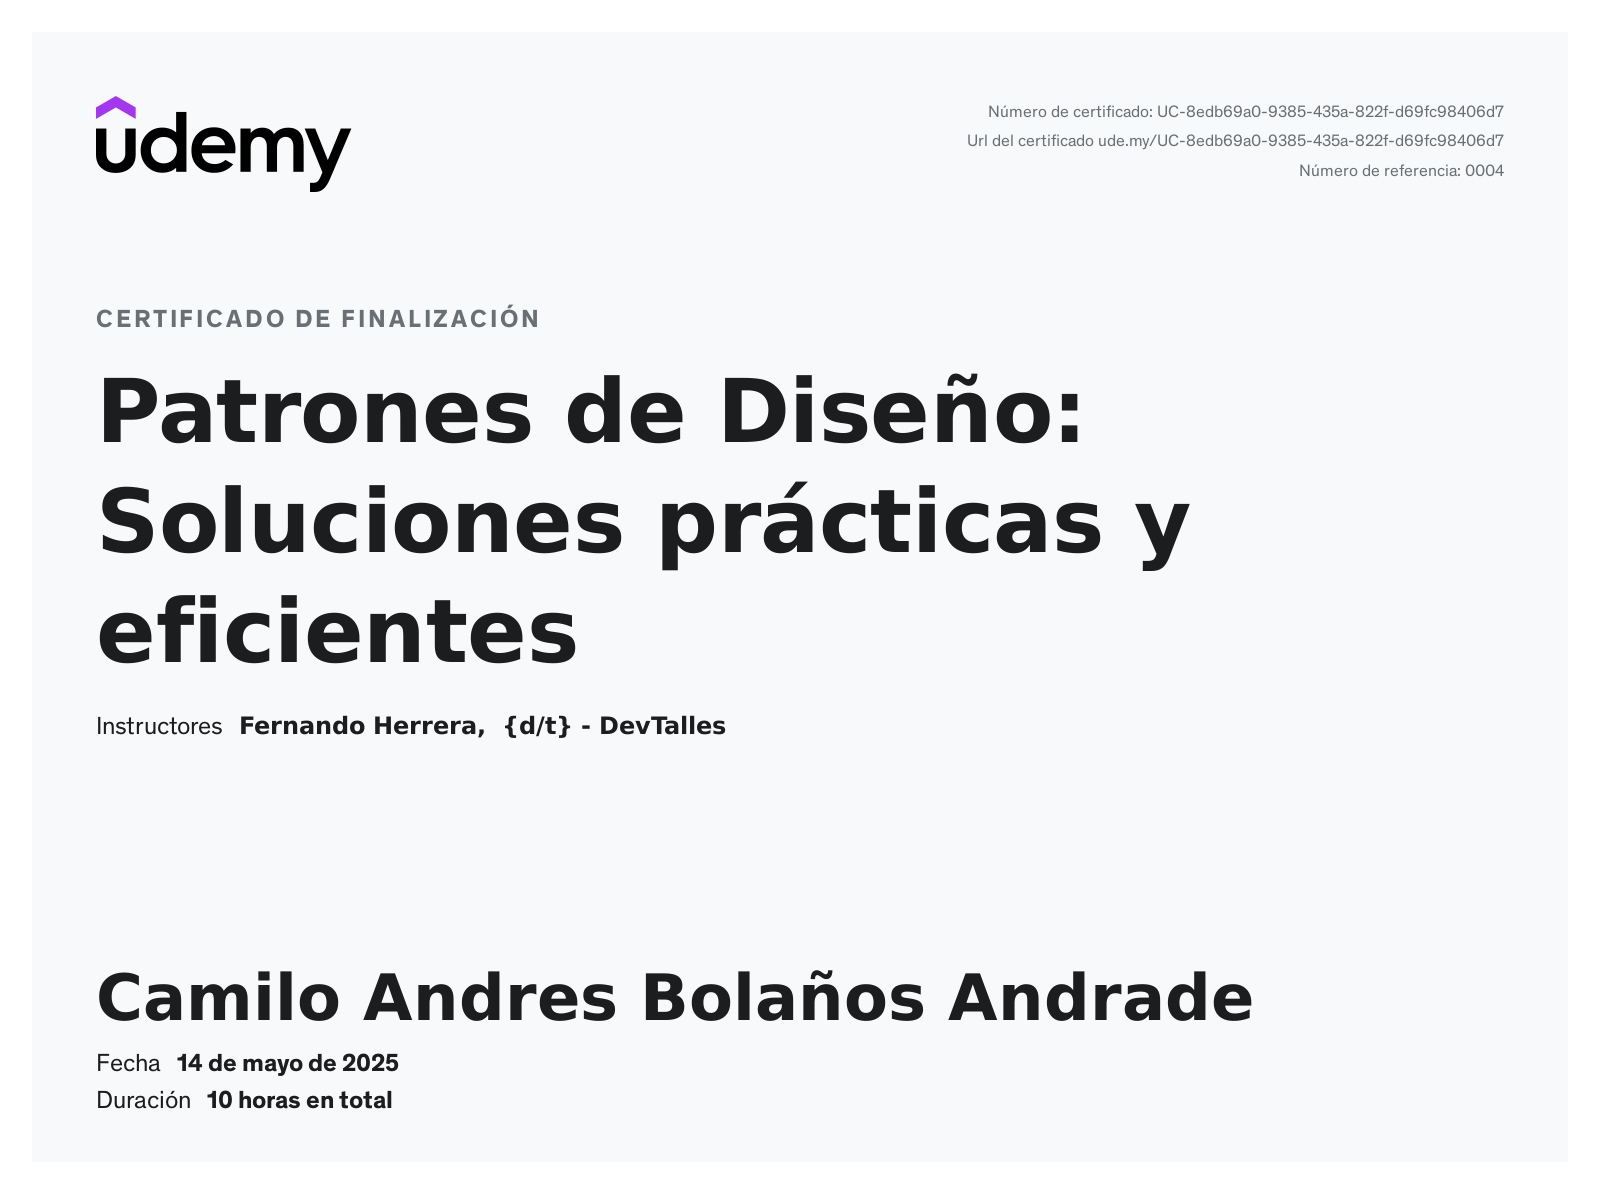 udemy
Número de certificado: UC-8edb69a0-9385-435a-822f-d69fc98406d7
Url del certificado ude.my/UC-8edb69a0-9385-435a-822f-d69fc98406d7
Número de referencia: 0004
CERTIFICADO DE FINALIZACIÓN
Patrones de Diseño:
Soluciones prácticas y
eficientes
Instructores Fernando Herrera, {d/t} - DevTalles
Camilo Andres Bolaños Andrade
Fecha 14 de mayo de 2025
Duración 10 horas en total